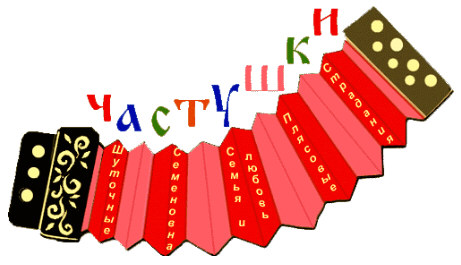 частушки
Шуточные
Семеновна
Семья и
любовь
Плясовые
Страдания